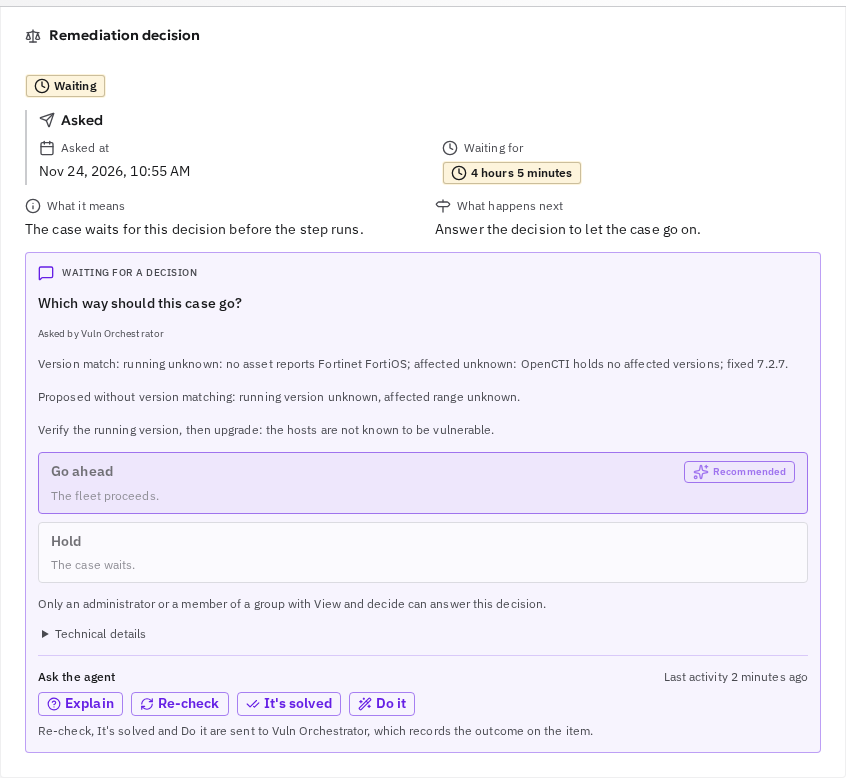 Remediation decision
Waiting
Asked
Asked at
Waiting for
Nov 24, 2026, 10:55 AM
4 hours 5 minutes
What it means
What happens next
The case waits for this decision before the step runs.
Answer the decision to let the case go on.
WAITING FOR A DECISION
Which way should this case go?
Asked by Vuln Orchestrator
Version match: running unknown: no asset reports Fortinet FortiOS; affected unknown: OpenCTI holds no affected versions; fixed 7.2.7.
Proposed without version matching: running version unknown, affected range unknown.
Verify the running version, then upgrade: the hosts are not known to be vulnerable.
Go ahead
Recommended
The fleet proceeds.
Hold
The case waits.
Only an administrator or a member of a group with View and decide can answer this decision.
Technical details
Ask the agent
Last activity 2 minutes ago
Explain
Re-check
It's solved
Do it
Re-check, It's solved and Do it are sent to Vuln Orchestrator, which records the outcome on the item.